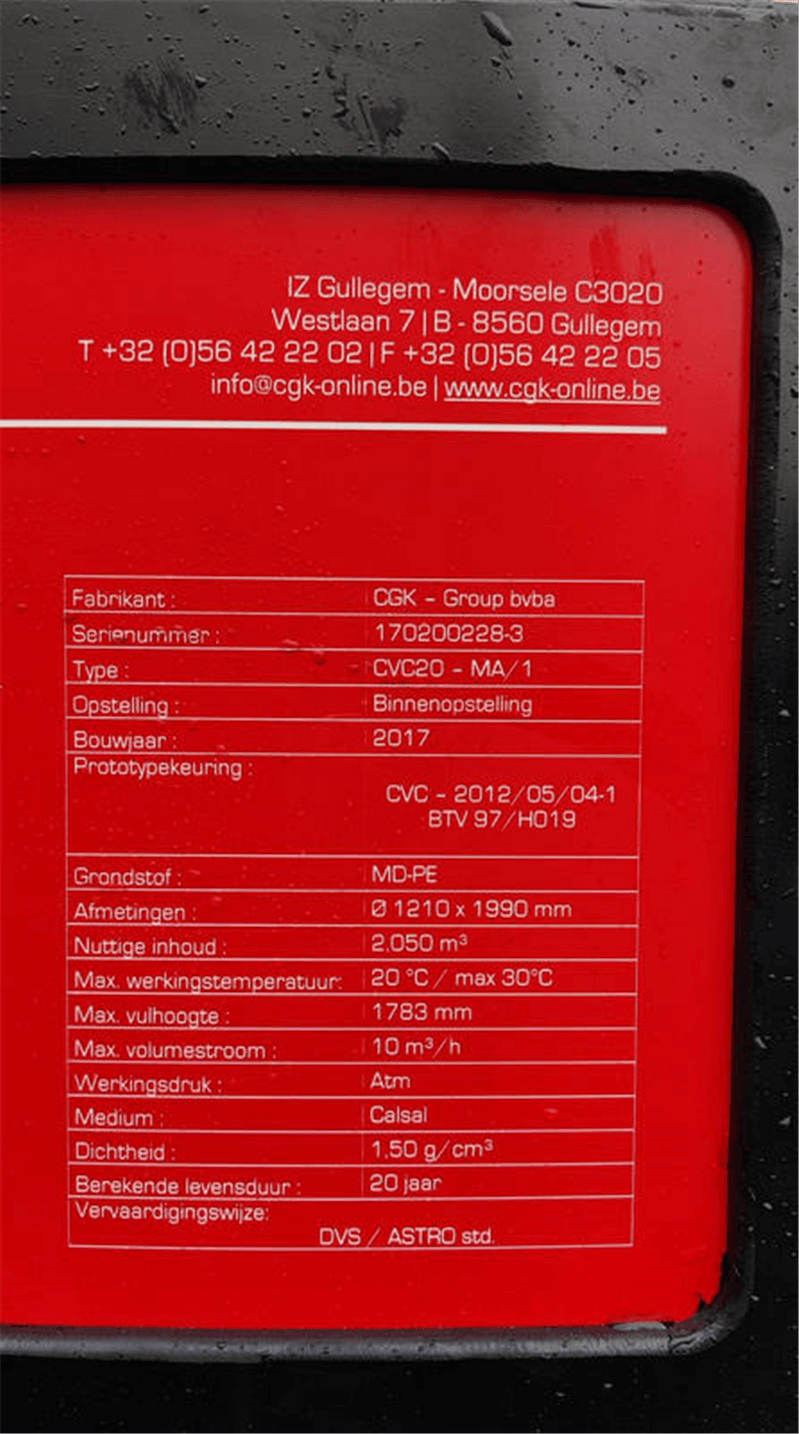 IZ Gullegem - Moorsele C3020
Westlaan 7 | B - 8560 Gullegem
T +32 (0)56 42 22 02 | F +32 (0)56 42 22 05
info@cgk-online.be | www.cgk-online.be
Fabrikant : CGK - Group bvba
Serienummer : 170200228-3
Type : CVC20 - MA/1
Opstelling : Binnenopstelling
Bouwjaar : 2017
Prototypekeuring :
CVC - 2012/05/04-1
BTV 97/H019
Grondstof : MD-PE
Afmetingen : Ø 1210 x 1990 mm
Nuttige inhoud : 2.050 m³
Max. werkingstemperatuur: 20 °C / max 30°C
Max. vulhoogte : 1783 mm
Max. volumestroom : 10 m³/h
Werkingsdruk : Atm
Medium : Calsal
Dichtheid : 1.50 g/cm³
Berekende levensduur : 20 jaar
Vervaardigingswijze:
DVS / ASTRO std.